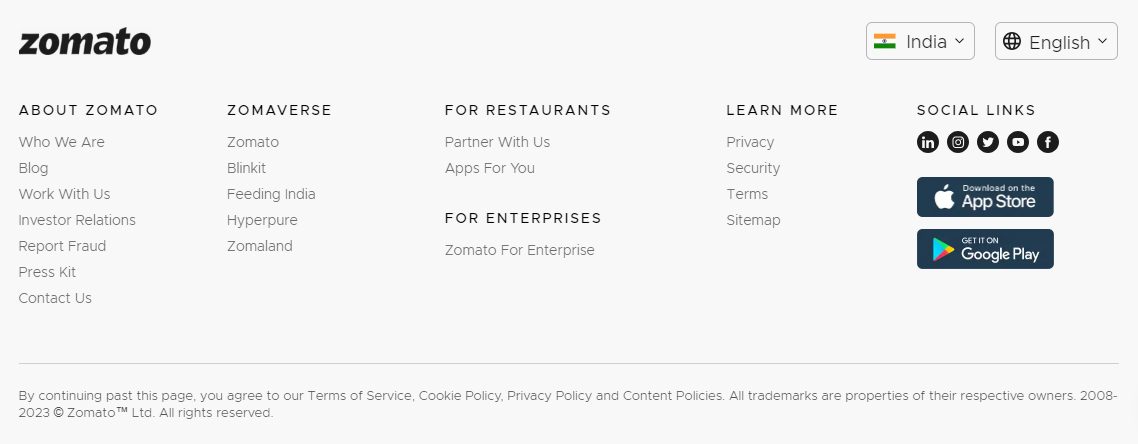 zomato
India
English
ABOUT ZOMATO
Who We Are
Blog
Work With Us
Investor Relations
Report Fraud
Press Kit
Contact Us
ZOMAVERSE
Zomato
Blinkit
Feeding India
Hyperpure
Zomaland
FOR RESTAURANTS
Partner With Us
Apps For You
FOR ENTERPRISES
Zomato For Enterprise
LEARN MORE
Privacy
Security
Terms
Sitemap
SOCIAL LINKS
Download on the
App Store
GET IT ON
Google Play
By continuing past this page, you agree to our Terms of Service, Cookie Policy, Privacy Policy and Content Policies. All trademarks are properties of their respective owners. 2008-
2023 © Zomato™ Ltd. All rights reserved.